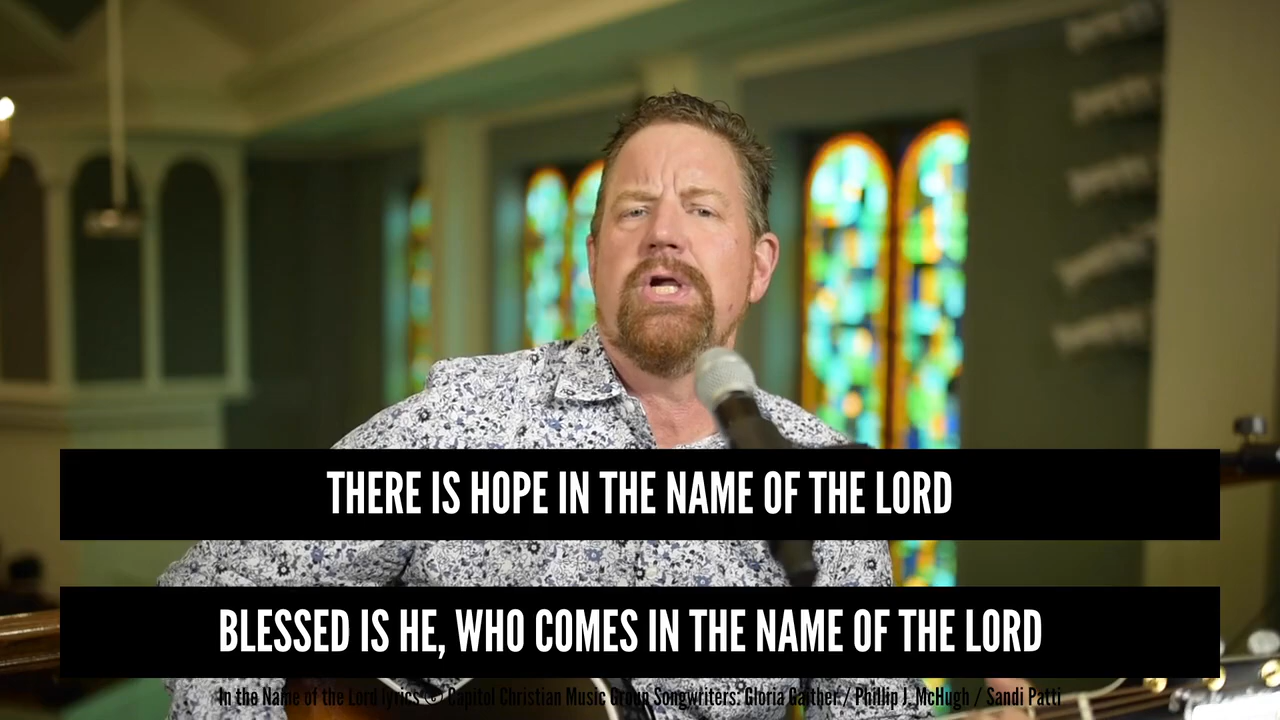 THERE IS HOPE IN THE NAME OF THE LORD
BLESSED IS HE, WHO COMES IN THE NAME OF THE LORD
In the Name of the Lord lyrics © Capitol Christian Music Group Songwriters: Gloria Gaither / Phillip J. McHugh / Sandi Patti